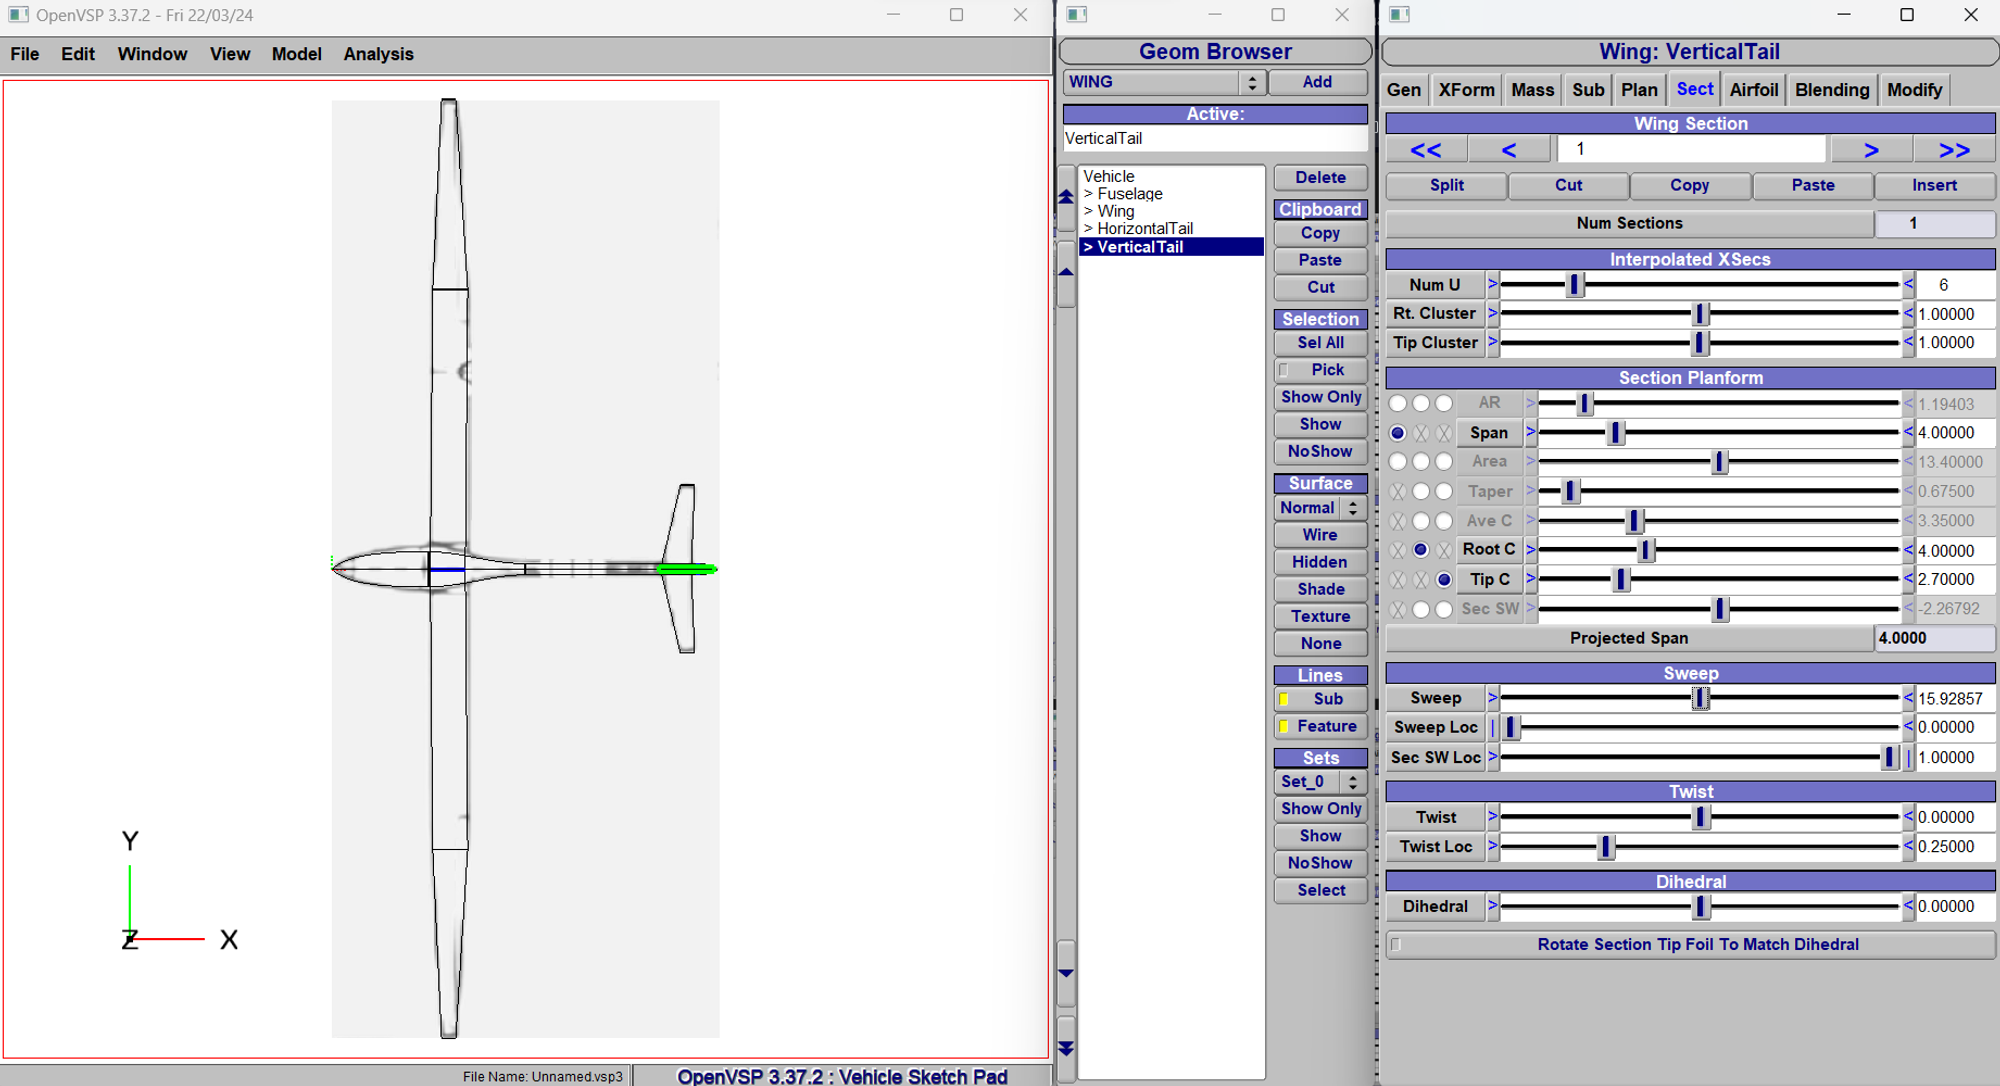 OpenVSP 3.37.2 - Fri 22/03/24
File Edit Window View Model Analysis
Y
Z X
File Name: Unnamed.vsp3
OpenVSP 3.37.2 : Vehicle Sketch Pad
Geom Browser
WING Add
Active:
VerticalTail
Vehicle
> Fuselage
> Wing
> HorizontalTail
> VerticalTail
Delete
Clipboard
Copy
Paste
Cut
Selection
Sel All
Pick
Show Only
Show
NoShow
Surface
Normal
Wire
Hidden
Shade
Texture
None
Lines
Sub
Feature
Sets
Set_0
Show Only
Show
NoShow
Select
Wing: VerticalTail
Gen XForm Mass Sub Plan Sect Airfoil Blending Modify
Wing Section
<< < 1 > >>
Split Cut Copy Paste Insert
Num Sections 1
Interpolated XSecs
Num U > < 6
Rt. Cluster > < 1.00000
Tip Cluster > < 1.00000
Section Planform
AR > < 1.19403
Span > < 4.00000
Area > < 13.40000
Taper > < 0.67500
Ave C > < 3.35000
Root C > < 4.00000
Tip C > < 2.70000
Sec SW > < -2.26792
Projected Span 4.0000
Sweep
Sweep > < 15.92857
Sweep Loc | < 0.00000
Sec SW Loc > | 1.00000
Twist
Twist > < 0.00000
Twist Loc > < 0.25000
Dihedral
Dihedral > < 0.00000
Rotate Section Tip Foil To Match Dihedral